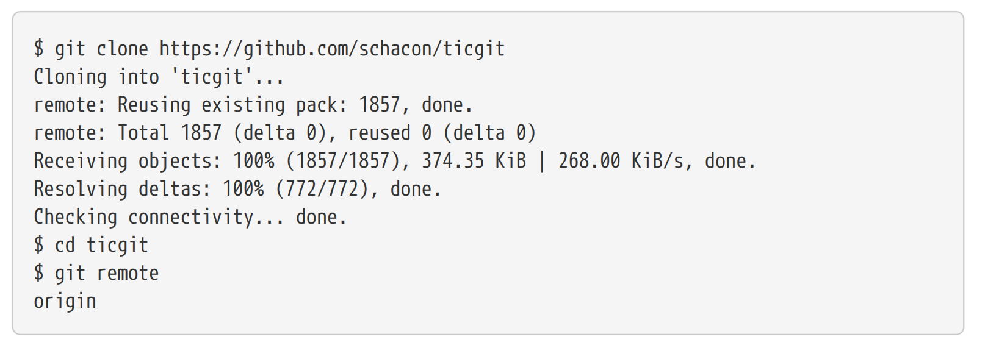 $ git clone https://github.com/schacon/ticgit
Cloning into 'ticgit'...
remote: Reusing existing pack: 1857, done.
remote: Total 1857 (delta 0), reused 0 (delta 0)
Receiving objects: 100% (1857/1857), 374.35 KiB | 268.00 KiB/s, done.
Resolving deltas: 100% (772/772), done.
Checking connectivity... done.
$ cd ticgit
$ git remote
origin